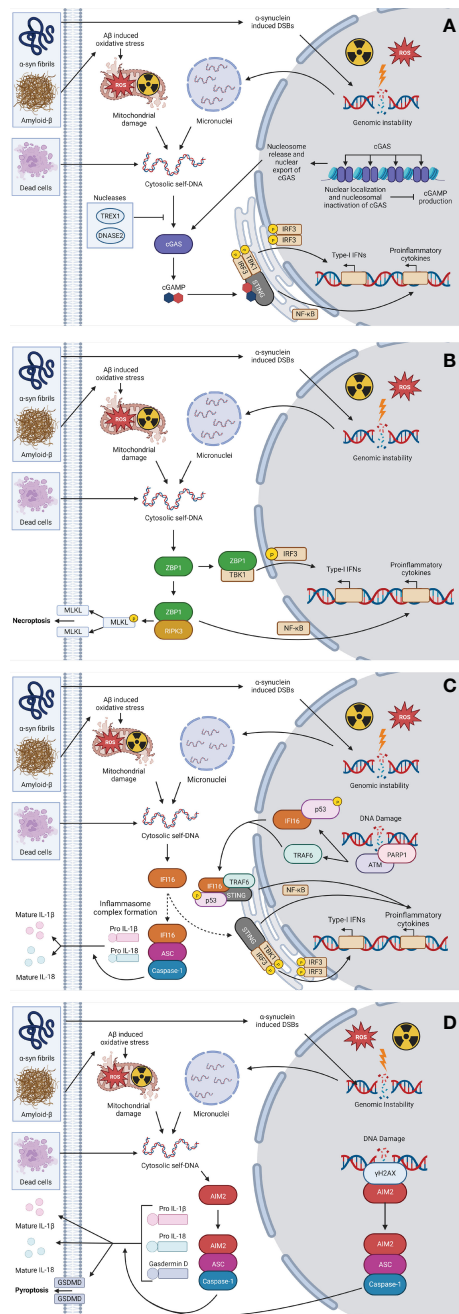 A
α-syn fibrils
Amyloid-β
Dead cells
Aβ induced
oxidative stress
α-synuclein
induced DSBs
ROS
ROS
Mitochondrial
damage
Micronuclei
Genomic instability
Cytosolic self-DNA
Nucleosome
release and
nuclear
export of
cGAS
cGAS
Nuclear localization
and nucleosomal
inactivation of cGAS
cGAMP
production
Nucleases
TREX1
DNASE2
cGAS
cGAMP
P
P
TBK1
IRF3
STING
P
IRF3
P
IRF3
Type-I IFNs
Proinflammatory
cytokines
NF-κB
B
α-syn fibrils
Amyloid-β
Dead cells
Aβ induced
oxidative stress
α-synuclein
induced DSBs
ROS
ROS
Mitochondrial
damage
Micronuclei
Genomic instability
Cytosolic self-DNA
ZBP1
ZBP1
TBK1
P
IRF3
Type-I IFNs
Proinflammatory
cytokines
ZBP1
RIPK3
MLKL
P
MLKL
MLKL
Necroptosis
NF-κB
C
α-syn fibrils
Amyloid-β
Dead cells
Aβ induced
oxidative stress
α-synuclein
induced DSBs
ROS
ROS
Mitochondrial
damage
Micronuclei
Genomic instability
Cytosolic self-DNA
IFI16
p53
P
DNA Damage
TRAF6
ATM
PARP1
IFI16
IFI16
TRAF6
P
p53
STING
NF-κB
Inflammasome
complex formation
Mature IL-1β
Pro IL-1β
Pro IL-18
IFI16
ASC
Caspase-1
Mature IL-18
STING
TBK1
IRF3
P
P
P
IRF3
P
IRF3
Type-I IFNs
Proinflammatory
cytokines
D
α-syn fibrils
Amyloid-β
Dead cells
Aβ induced
oxidative stress
α-synuclein
induced DSBs
ROS
ROS
Mitochondrial
damage
Micronuclei
Genomic Instability
Cytosolic self-DNA
DNA Damage
γH2AX
AIM2
AIM2
Mature IL-1β
Mature IL-18
Pro IL-1β
Pro IL-18
Gasdermin D
AIM2
ASC
Caspase-1
AIM2
ASC
Caspase-1
GSDMD
Pyroptosis
GSDMD